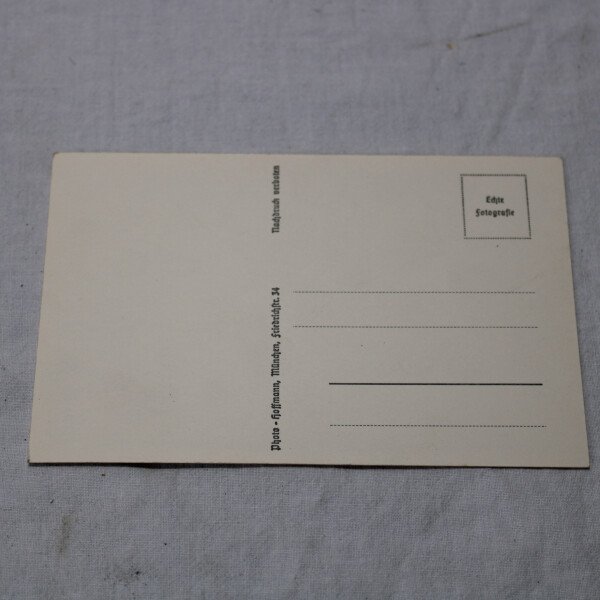 Photo - Hoffmann, München, Friedrichstr. 34 Nachdruck verboten
Echte
Fotografie